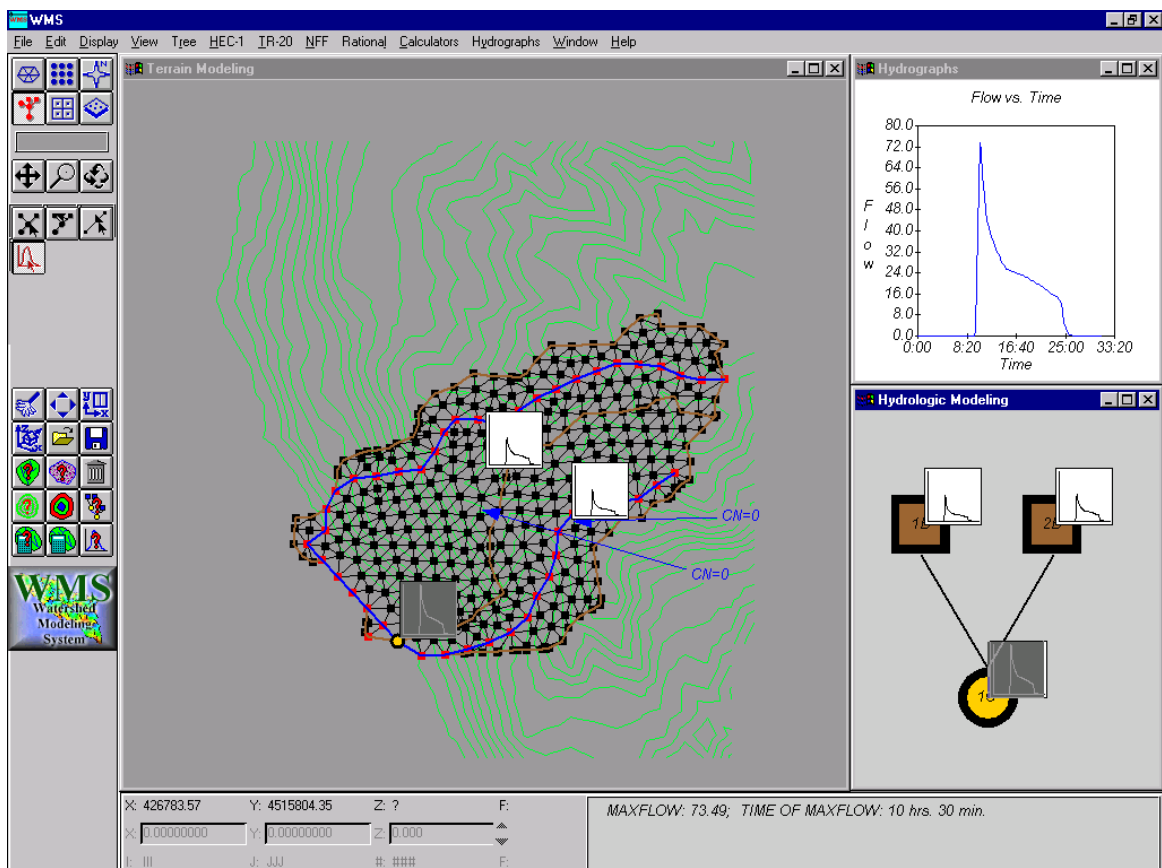 WMS
File Edit Display View Tree HEC-1 TR-20 NFF Rational Calculators Hydrographs Window Help
Terrain Modeling
CN=0
CN=0
WMS
Watershed
Modeling
System
Hydrographs
Flow vs. Time
80.0
72.0
64.0
56.0
48.0
40.0
32.0
24.0
16.0
8.0
0.0
Flow
0:00 8:20 16:40 25:00 33:20
Time
Hydrologic Modeling
1B 2B
1C
X: 426783.57 Y: 4515804.35 Z: ? F:
X: 0.00000000 Y: 0.00000000 Z: 0.000
I: III J: JJJ #: ### F:
MAXFLOW: 73.49; TIME OF MAXFLOW: 10 hrs. 30 min.